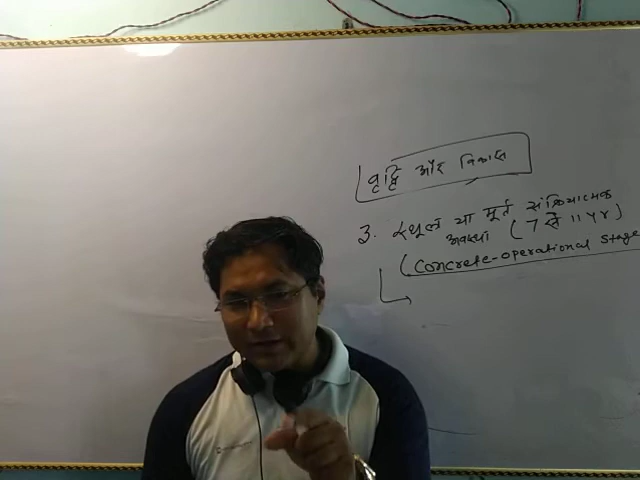 वृद्धि और विकास
3. स्थूल या मूर्त संक्रियात्मक
अवस्था (7 से 11 yr)
(Concrete-operational Stage